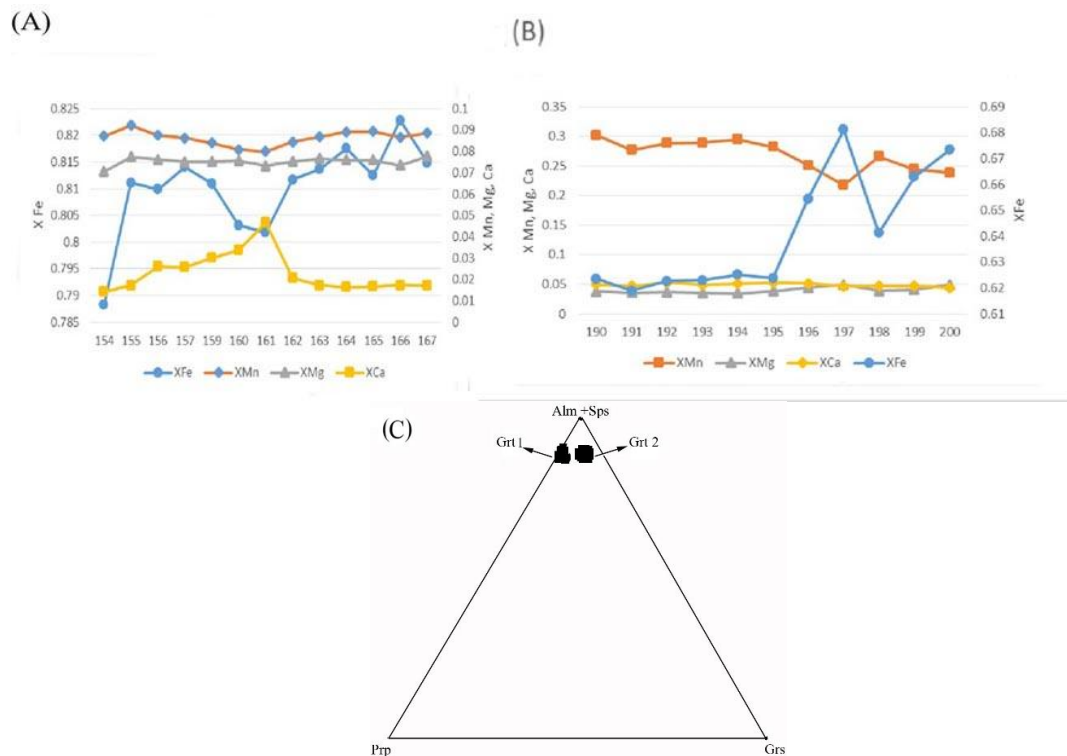 (A)
X Fe
0.825
0.82
0.815
0.81
0.805
0.8
0.795
0.79
0.785
0.1
0.09
0.08
0.07
0.06
0.05
0.04
0.03
0.02
0.01
0
X Mn, Mg, Ca
154 155 156 157 159 160 161 162 163 164 165 166 167
XFe XMn XMg XCa
(B)
X Mn, Mg, Ca
0.35
0.3
0.25
0.2
0.15
0.1
0.05
0
0.69
0.68
0.67
0.66
0.65
0.64
0.63
0.62
0.61
XFe
190 191 192 193 194 195 196 197 198 199 200
XMn XMg XCa XFe
(C)
Alm +Sps
Grt 1 Grt 2
Prp Grs